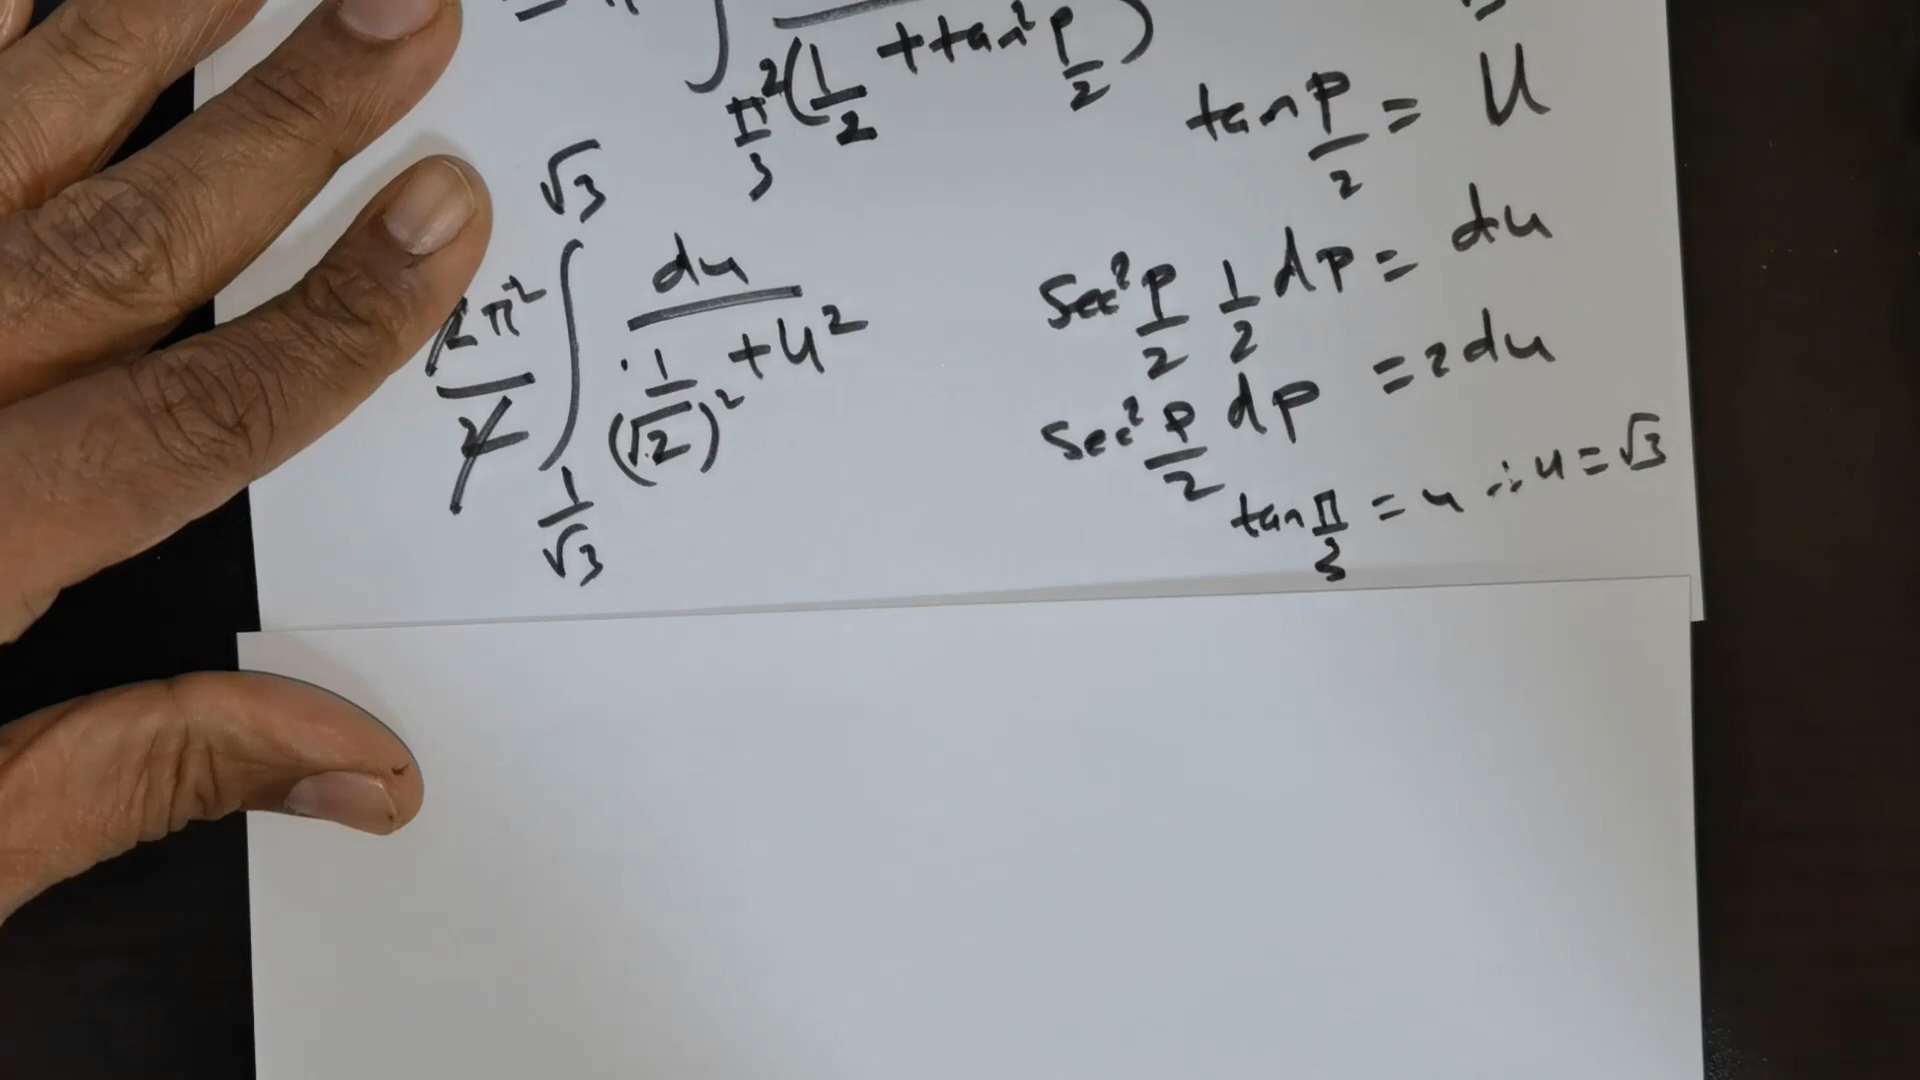 ∫_{π/3} / 2(1/2 + tan² p/2)
tan p/2 = u
sec² p/2 1/2 dp = du
sec² p/2 dp = 2du
tan π/3 = u ∴ u = √3
2π²/2 ∫_{1/√3}^{√3} du / (1/(√2)² + u²)